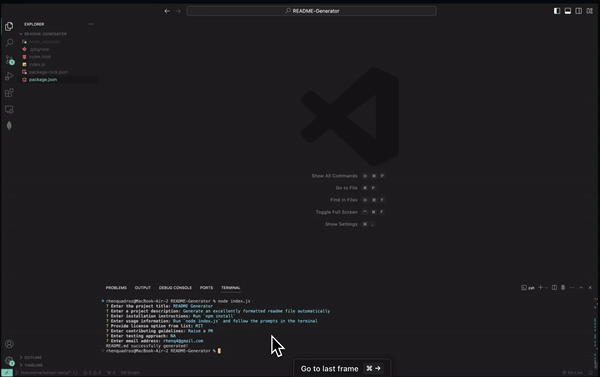 README-Generator
EXPLORER
README-GENERATOR
node_modules
.gitignore
index.html
index.js
package-lock.json
package.json
Show All Commands ⇧ ⌘ P
Go to File ⌘ P
Find in Files ⇧ ⌘ F
Toggle Full Screen ⌃ ⌘ F
Show Settings ⌘ ,
PROBLEMS OUTPUT DEBUG CONSOLE PORTS TERMINAL
zsh
rhenquadros@MacBook-Air-2 README-Generator % node index.js
? Enter the project title: README Generator
? Enter a project description: Generate an excellently formatted readme file automatically
? Enter installation instructions: Run `npm install`
? Enter usage information: Run `node index.js` and follow the prompts in the terminal
? Provide license option from list: MIT
? Enter contributing guidelines: Raise a PR
? Enter testing approach: NA
? Enter email address: rhenq4@gmail.com
README.md successfully generated!
rhenquadros@MacBook-Air-2 README-Generator %
OUTLINE
TIMELINE
Go to last frame ⌘ →
Go Live